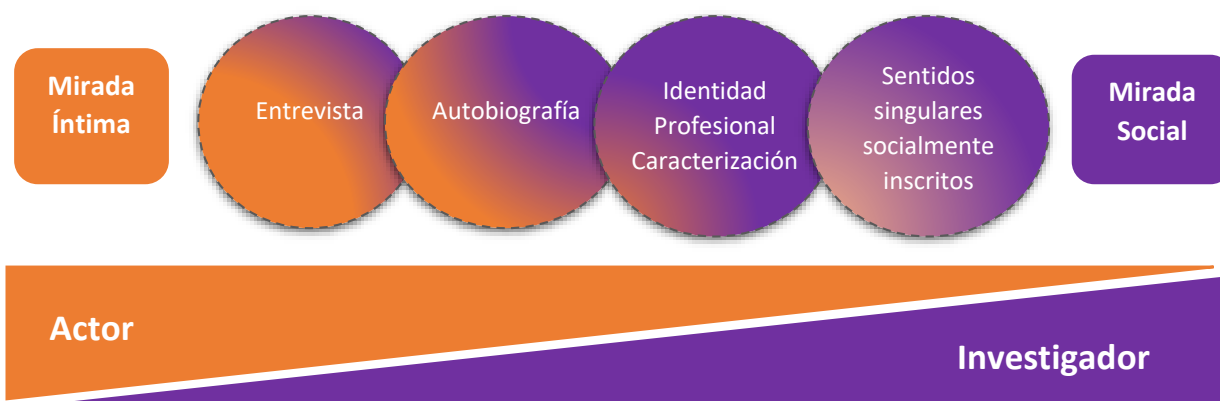 Mirada
Íntima
Entrevista
Autobiografía
Identidad
Profesional
Caracterización
Sentidos
singulares
socialmente
inscritos
Mirada
Social
Actor
Investigador